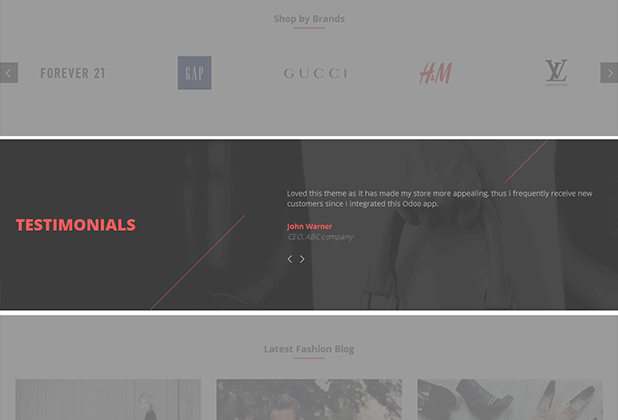 Shop by Brands
FOREVER 21
GAP
GUCCI
H&M
LV
TESTIMONIALS
Loved this theme as it has made my store more appealing, thus i frequently receive new
customers since I integrated this Odoo app.
John Warner
CEO, ABC company
Latest Fashion Blog